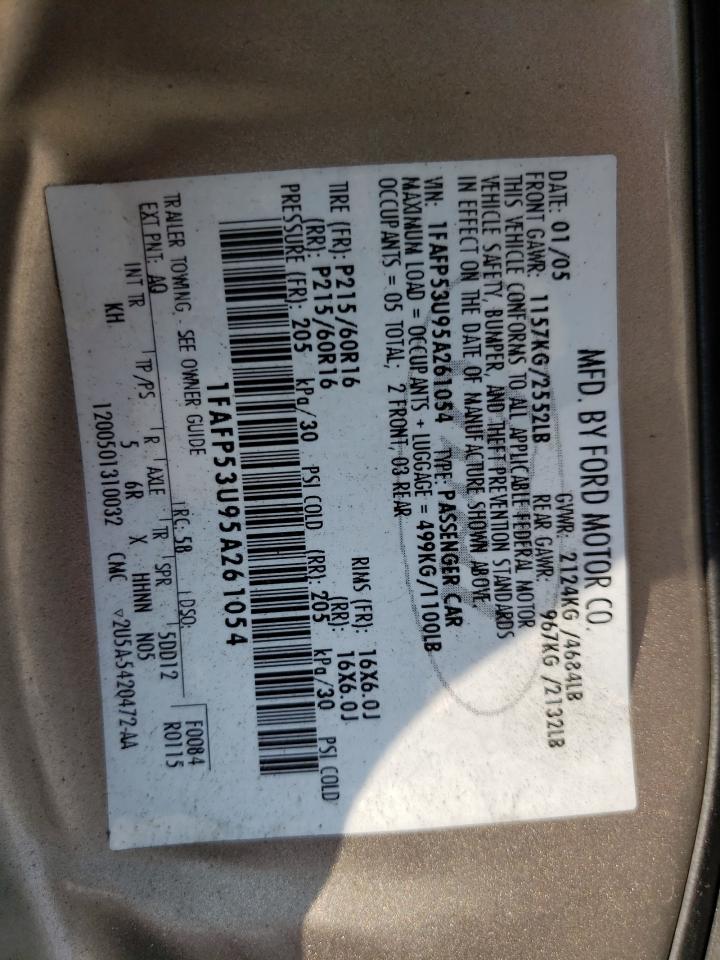 MFD. BY FORD MOTOR CO.
DATE: 01/05 GVWR: 2124KG /4684LB
FRONT GAWR: 1157KG/2552LB REAR GAWR: 967KG /2132LB
THIS VEHICLE CONFORMS TO ALL APPLICABLE FEDERAL MOTOR
VEHICLE SAFETY, BUMPER, AND THEFT PREVENTION STANDARDS
IN EFFECT ON THE DATE OF MANUFACTURE SHOWN ABOVE
VIN: 1FAFP53U95A261054 TYPE: PASSENGER CAR
MAXIMUM LOAD = OCCUPANTS + LUGGAGE = 499KG/1100LB
OCCUPANTS = 05 TOTAL; 2 FRONT, 03 REAR
TIRE (FR): P215/60R16 RIMS (FR): 16X6.0J
(RR): P215/60R16 (RR): 16X6.0J
PRESSURE (FR): 205 kPa/30 PSI COLD (RR): 205 kPa/30 PSI COLD
1FAFP53U95A261054
TRAILER TOWING - SEE OWNER GUIDE
EXT PNT: AQ RC: 58 DSO: F0084
INT TR TP/PS R AXLE TR SPR 5DD12 R0115
KH 5 6R X HHNN N05
1200501310032 CMC ▽2U5A-5420472-AA